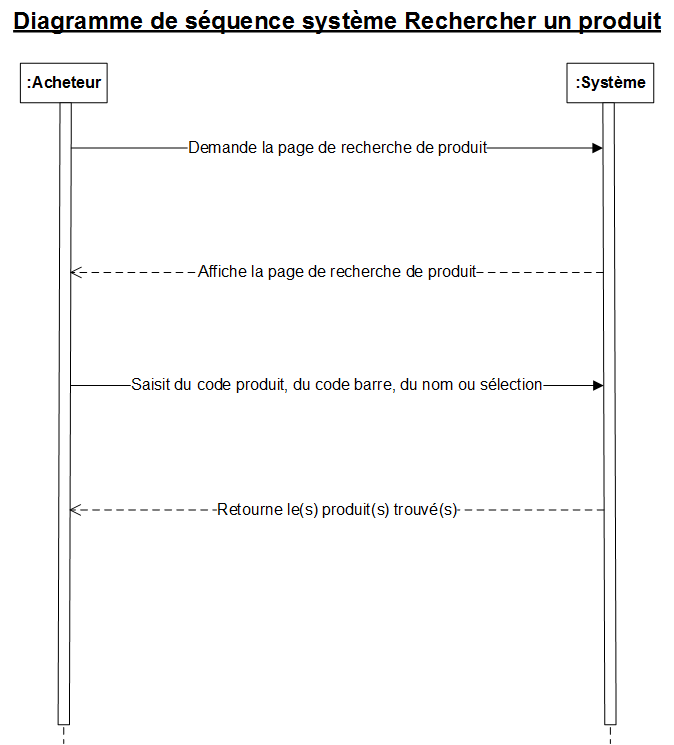 Diagramme de séquence système Rechercher un produit
:Acheteur
:Système
Demande la page de recherche de produit
Affiche la page de recherche de produit
Saisit du code produit, du code barre, du nom ou sélection
Retourne le(s) produit(s) trouvé(s)